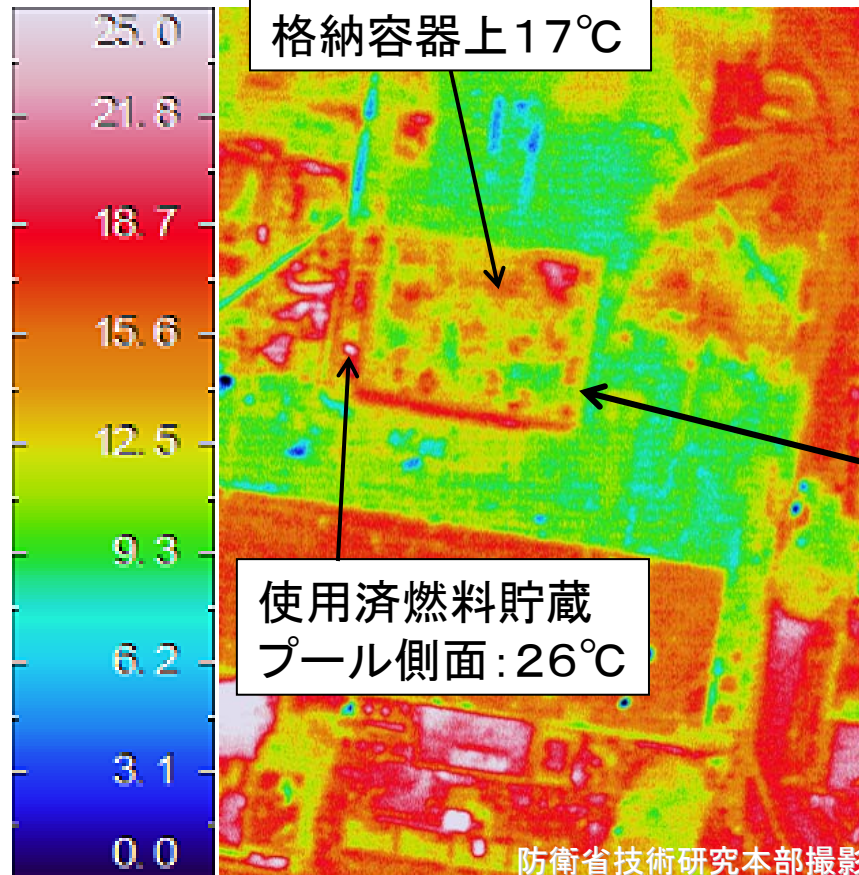 25.0
21.8
18.7
15.6
12.5
9.3
6.2
3.1
0.0
格納容器上17℃
使用済燃料貯蔵
プール側面:26℃
防衛省技術研究本部撮影